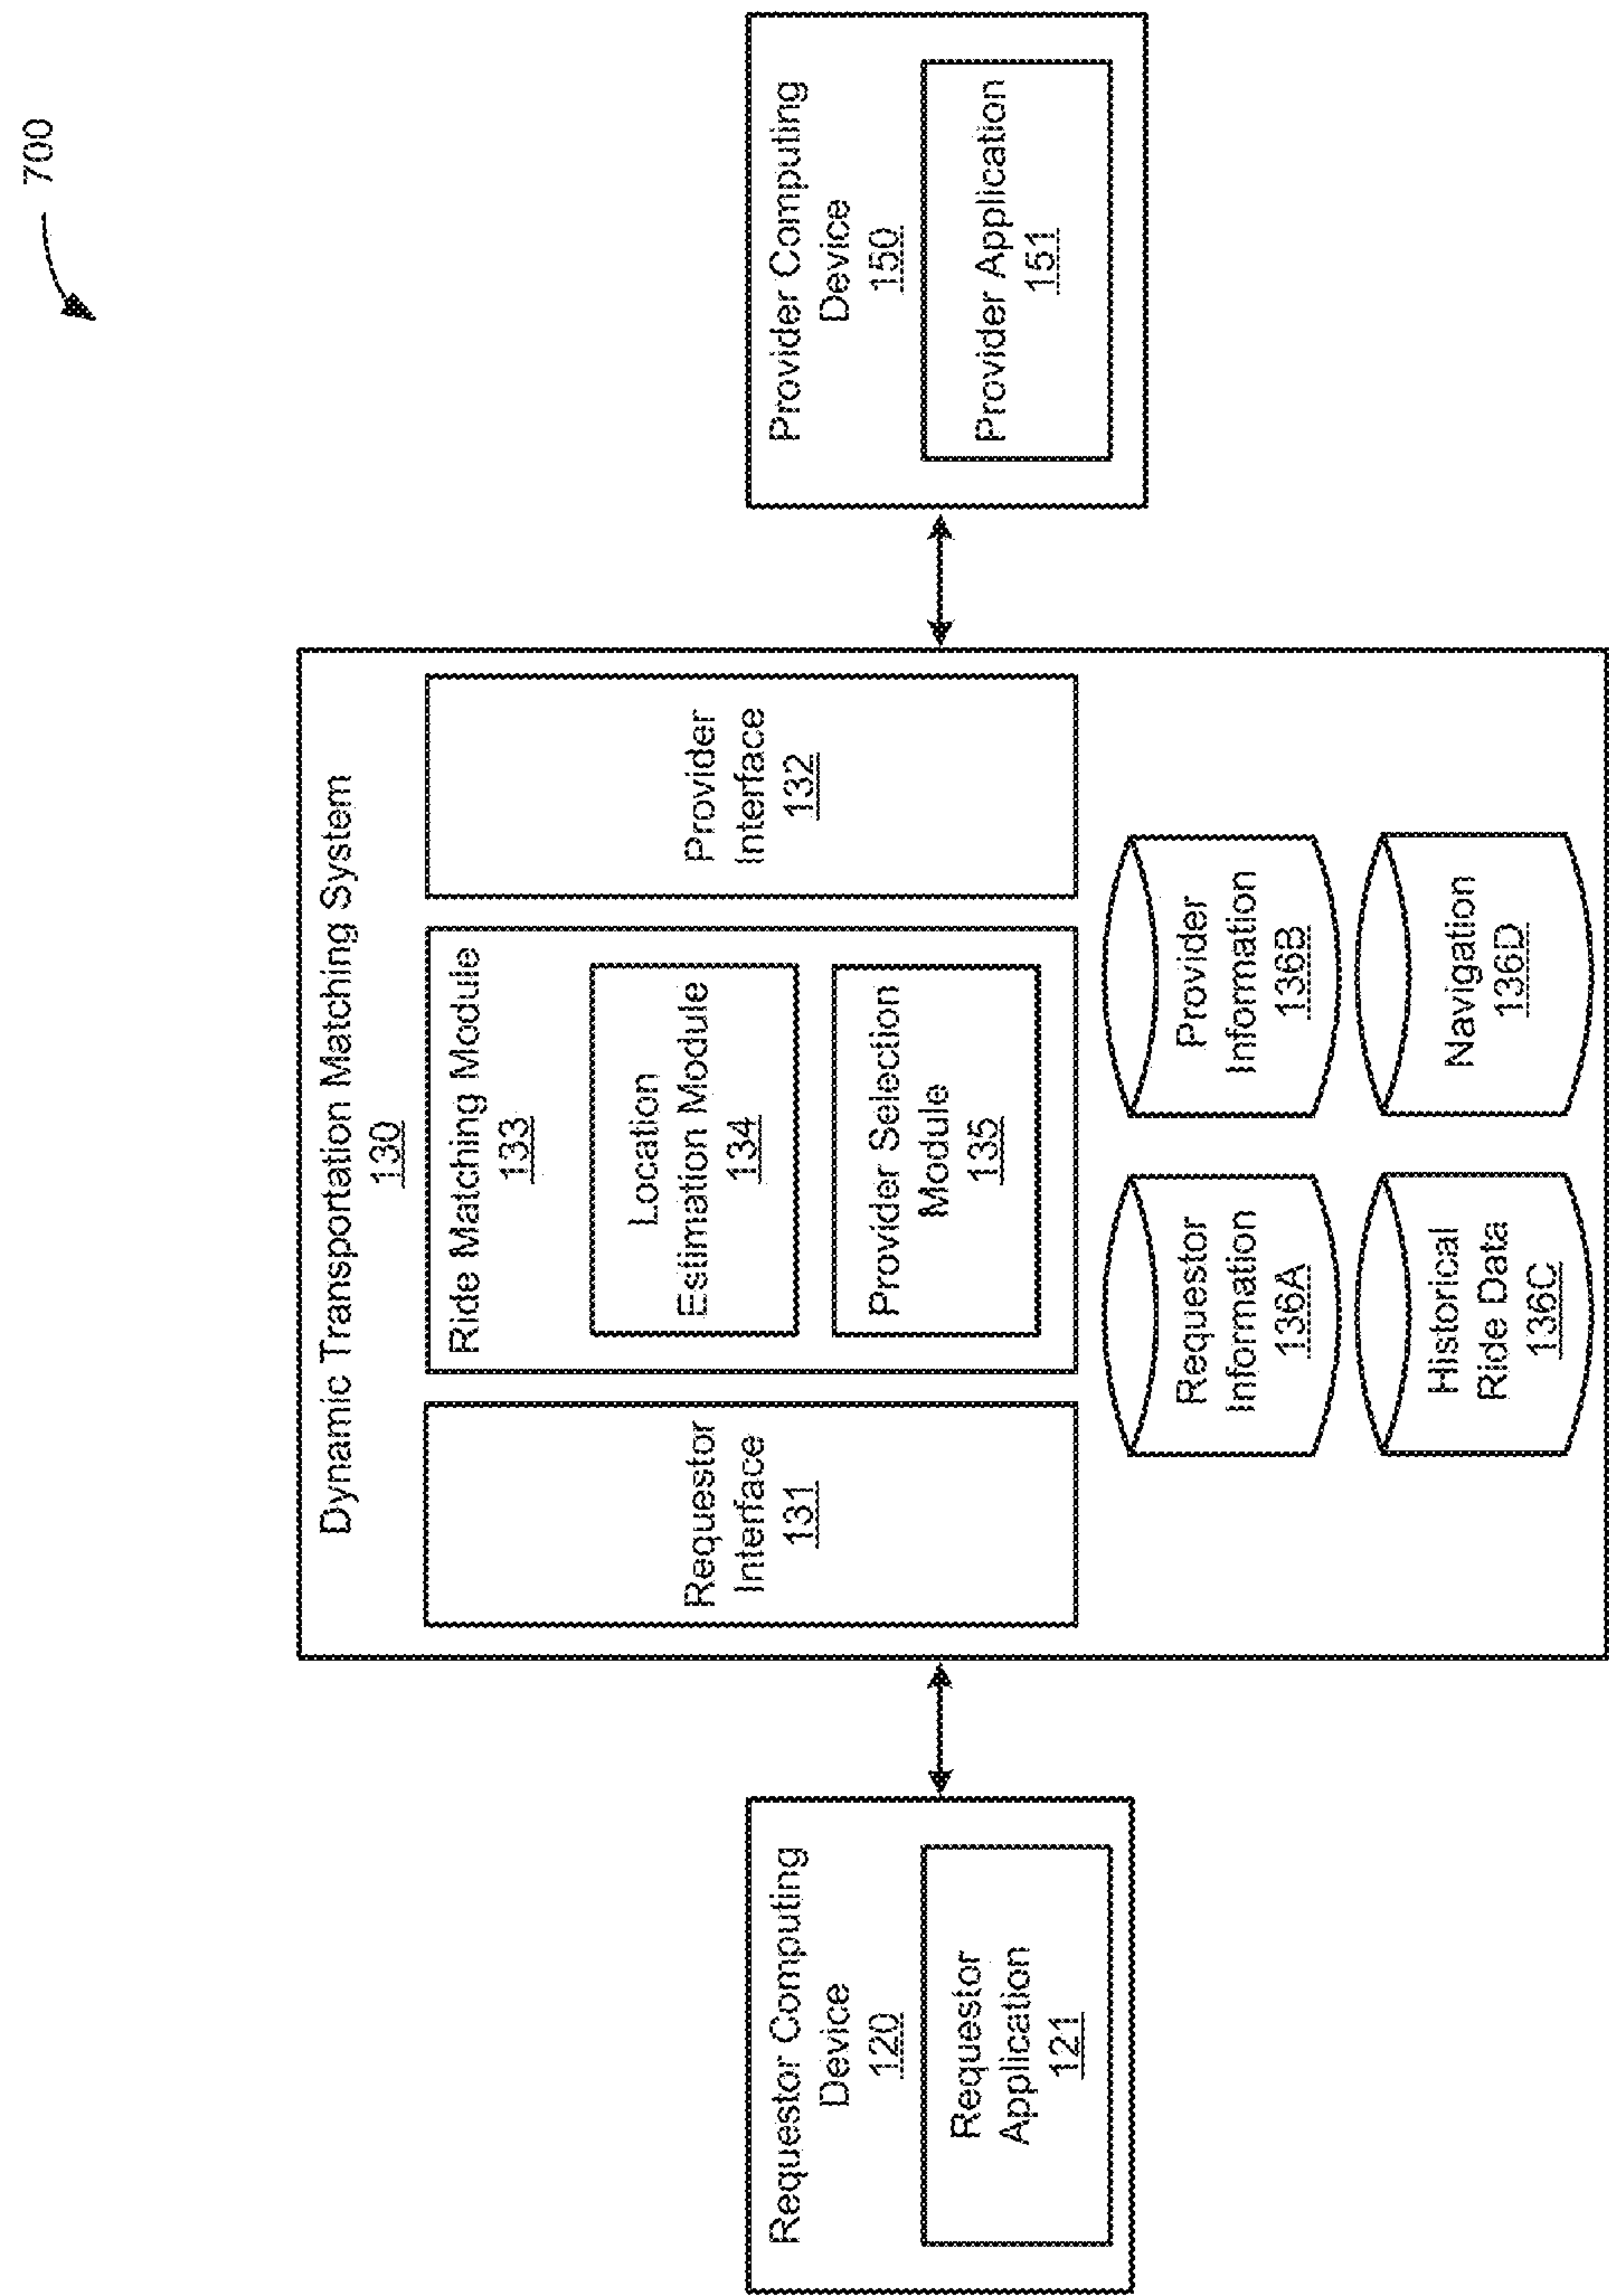 700
Dynamic Transportation Matching System
130
Requestor Computing
Device
120
Requestor
Application
121
Requestor
Interface
131
Ride Matching Module
133
Location
Estimation Module
134
Provider Selection
Module
135
Provider
Interface
132
Requestor
Information
136A
Provider
Information
136B
Historical
Ride Data
136C
Navigation
136D
Provider Computing
Device
150
Provider Application
151